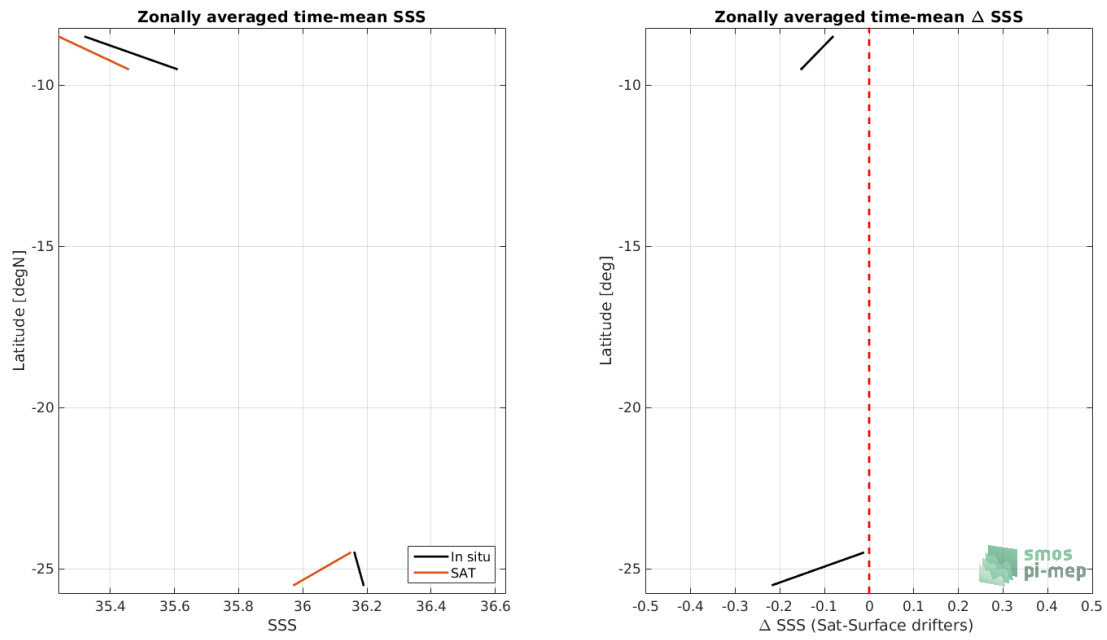 Zonally averaged time-mean SSS
-10
-15
-20
-25
Latitude [degN]
35.4 35.6 35.8 36 36.2 36.4 36.6
SSS
In situ
SAT
Zonally averaged time-mean Δ SSS
-10
-15
-20
-25
Latitude [deg]
-0.5 -0.4 -0.3 -0.2 -0.1 0 0.1 0.2 0.3 0.4 0.5
Δ SSS (Sat-Surface drifters)
smos
pi-mep